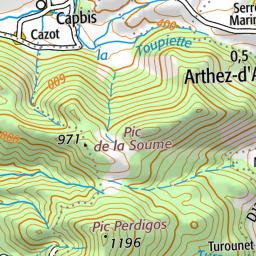 Capbis
Cazot
la Toupiette
400
Serre
Marin
0,5
Arthez-d'A
600
971
Pic
de la Soume
Pic Perdigos
1196
Turounet